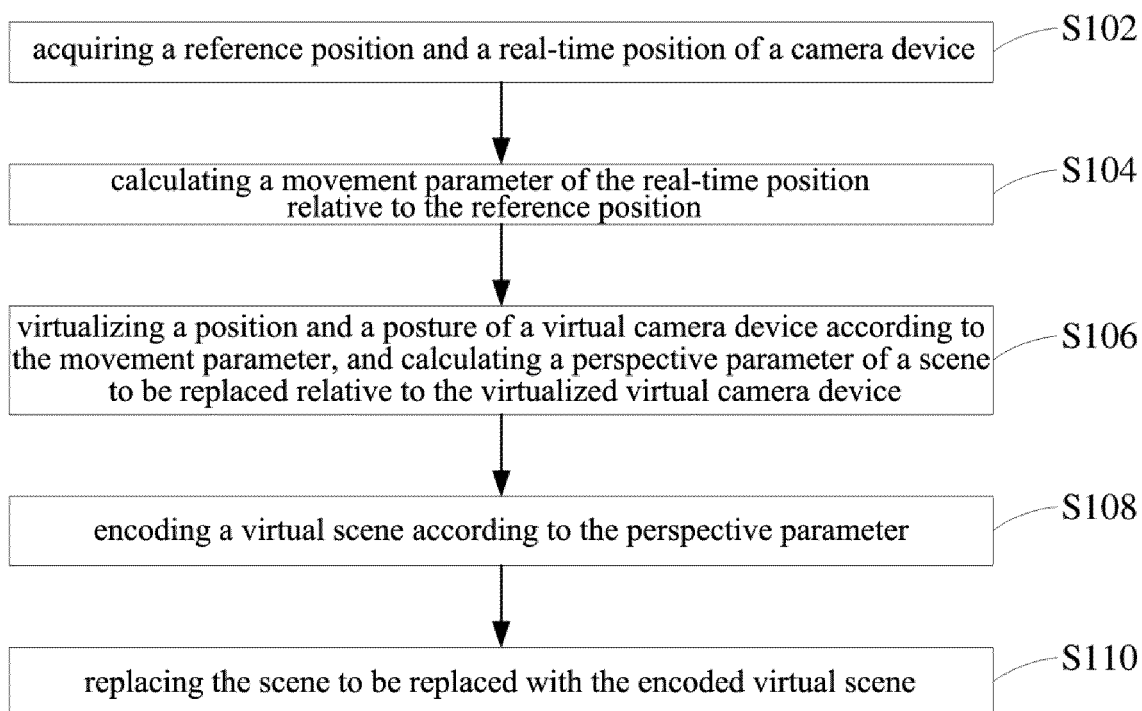 acquiring a reference position and a real-time position of a camera device
S102
calculating a movement parameter of the real-time position
relative to the reference position
S104
virtualizing a position and a posture of a virtual camera device according to
the movement parameter, and calculating a perspective parameter of a scene
to be replaced relative to the virtualized virtual camera device
S106
encoding a virtual scene according to the perspective parameter
S108
replacing the scene to be replaced with the encoded virtual scene
S110